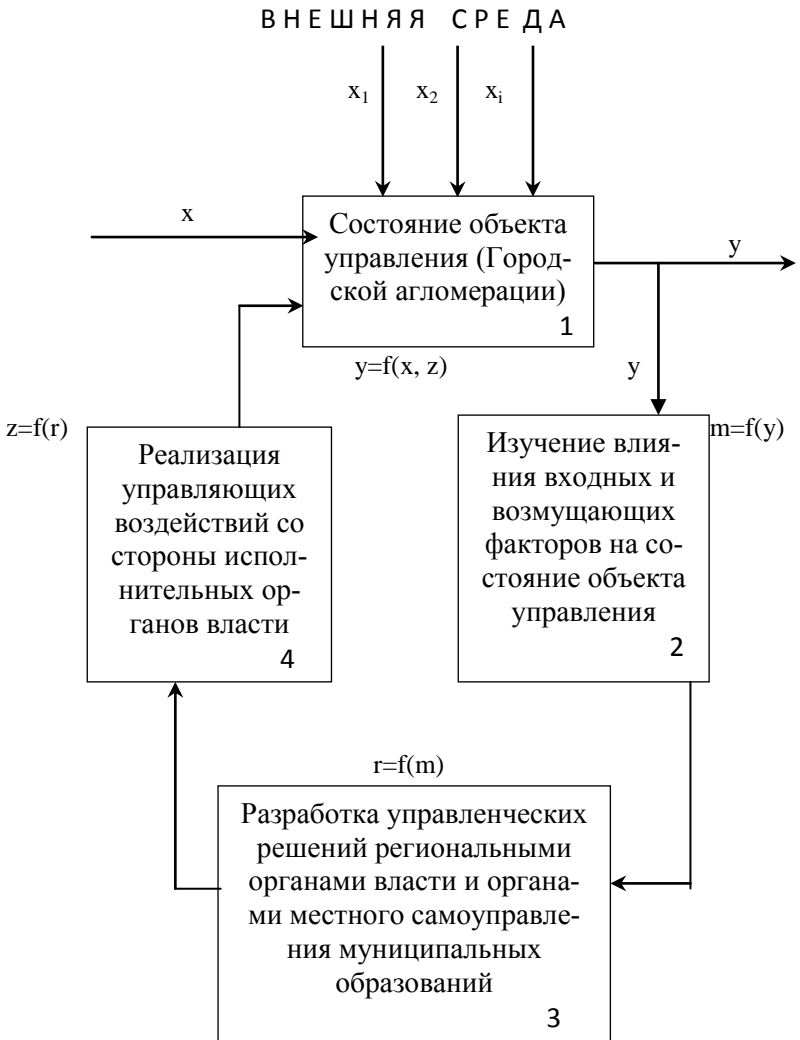 ВНЕШНЯЯ СРЕДА
x1 x2 xi
x
Состояние объекта
управления (Город-
ской агломерации)
1
y
y=f(x, z)
y
z=f(r)
m=f(y)
Реализация
управляющих
воздействий со
стороны испол-
нительных ор-
ганов власти
4
Изучение влия-
ния входных и
возмущающих
факторов на со-
стояние объекта
управления
2
r=f(m)
Разработка управленческих
решений региональными
органами власти и органа-
ми местного самоуправле-
ния муниципальных
образований
3